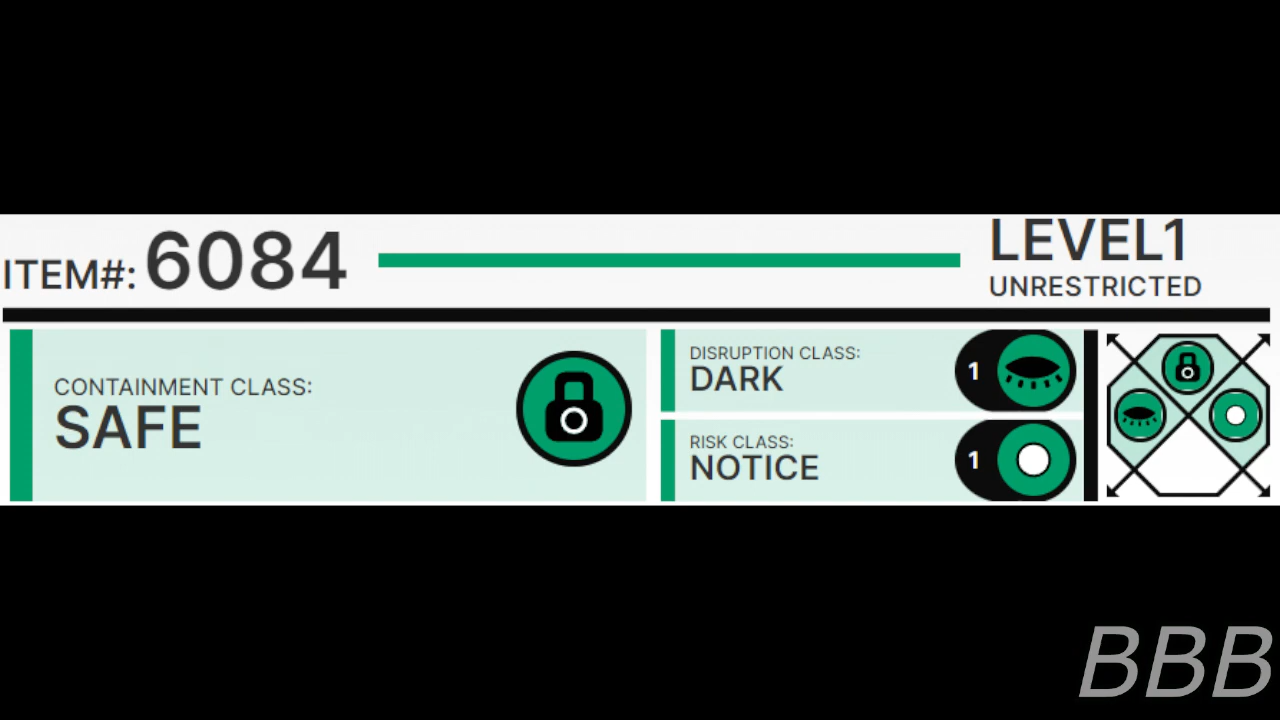 ITEM#: 6084
LEVEL1
UNRESTRICTED
CONTAINMENT CLASS:
SAFE
DISRUPTION CLASS:
DARK
1
RISK CLASS:
NOTICE
1
BBB